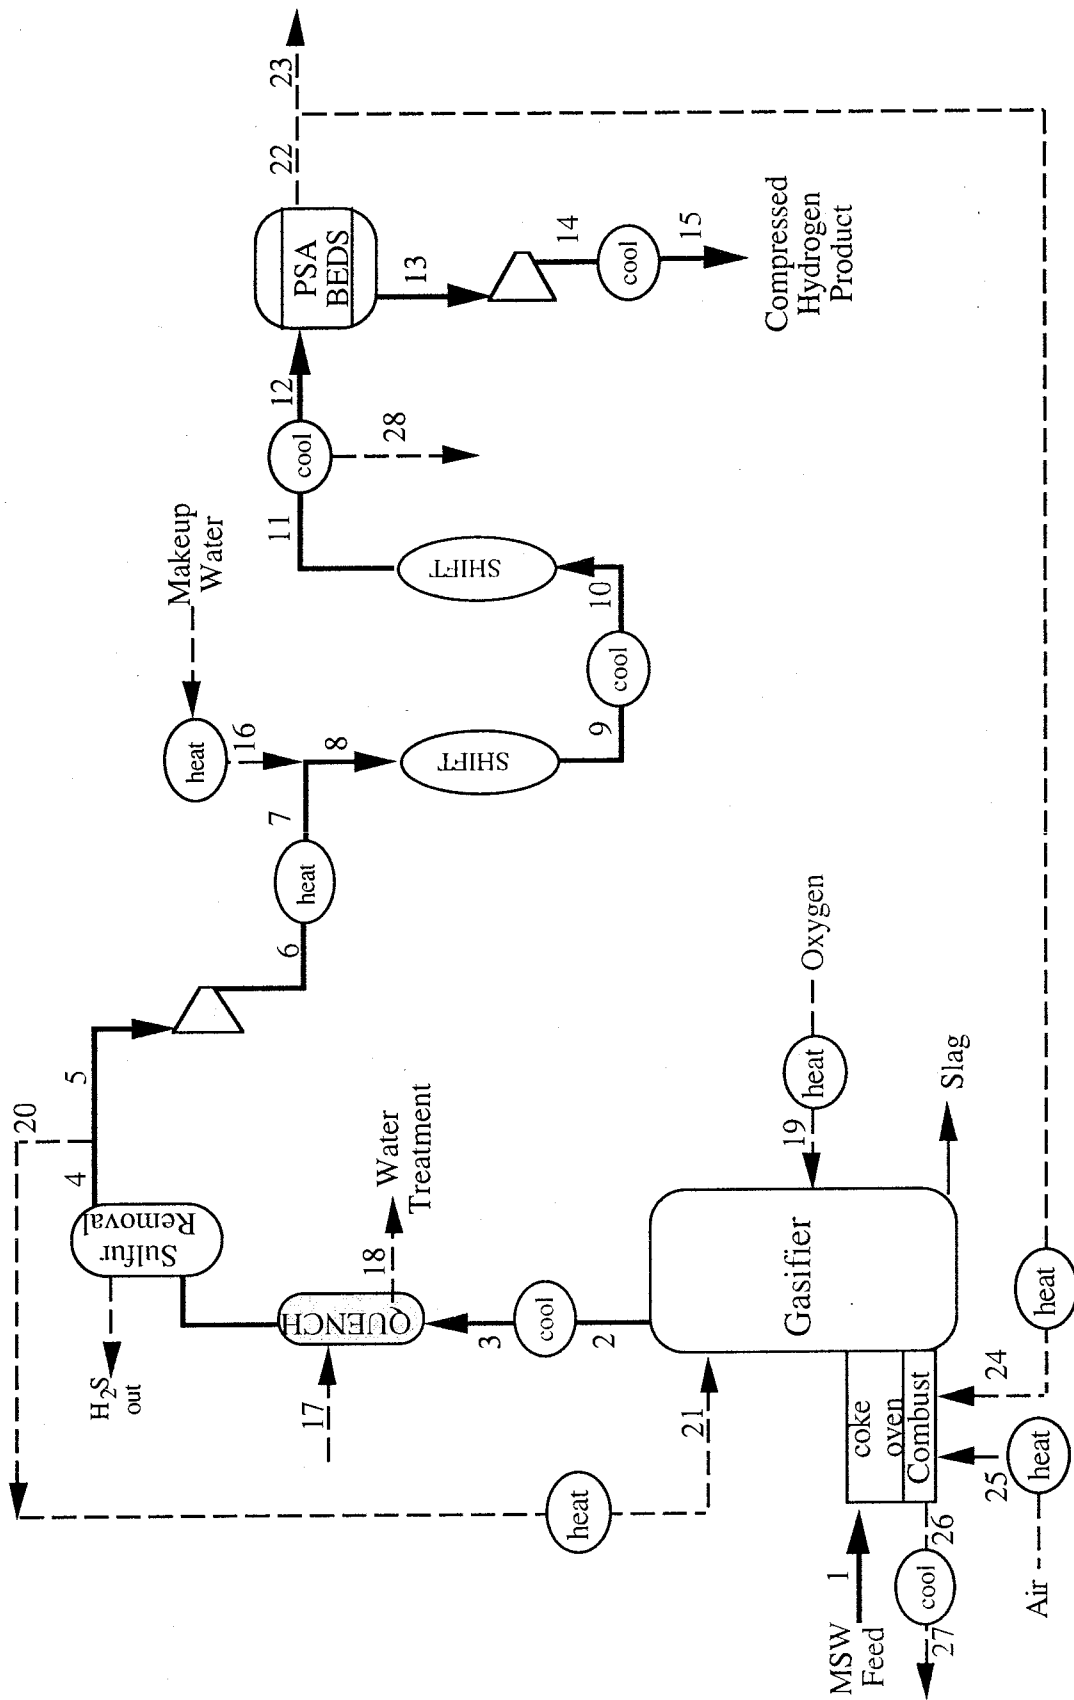 MSW
Feed
1
27
cool
26
Air
heat
25
24
heat
coke
oven
Combust
Gasifier
Slag
19
heat
Oxygen
21
heat
2
cool
3
17
QUENCH
18
Water
Treatment
H2S
out
Sulfur
Removal
4
20
5
6
heat
7
16
heat
Makeup
Water
8
SHIFT
9
cool
10
SHIFT
11
cool
28
12
PSA
BEDS
22
23
13
14
cool
15
Compressed
Hydrogen
Product